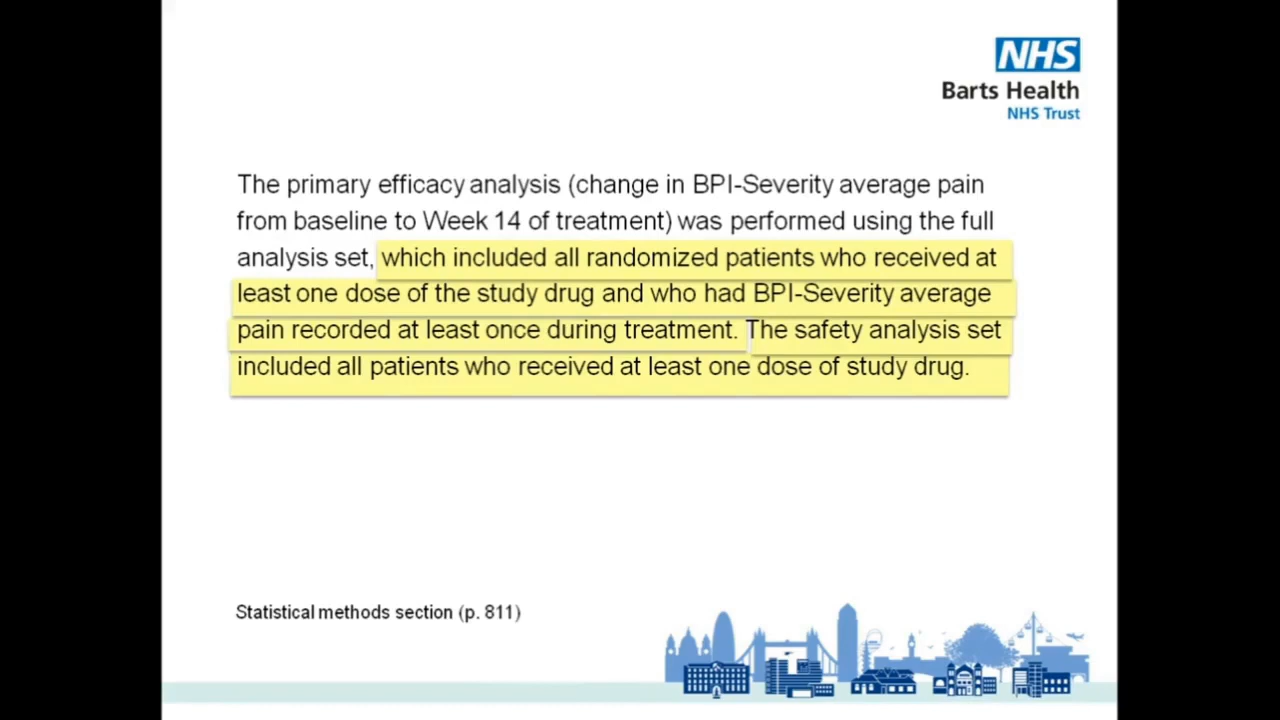 NHS
Barts Health
NHS Trust
The primary efficacy analysis (change in BPI-Severity average pain
from baseline to Week 14 of treatment) was performed using the full
analysis set, which included all randomized patients who received at
least one dose of the study drug and who had BPI-Severity average
pain recorded at least once during treatment. The safety analysis set
included all patients who received at least one dose of study drug.
Statistical methods section (p. 811)